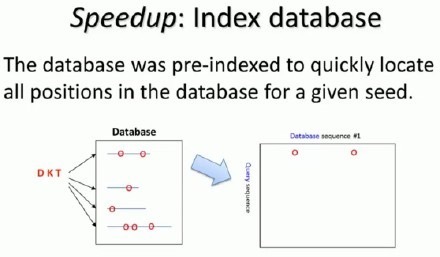 Speedup: Index database
The database was pre-indexed to quickly locate
all positions in the database for a given seed.
Database
D K T
Database sequence #1
Query sequence